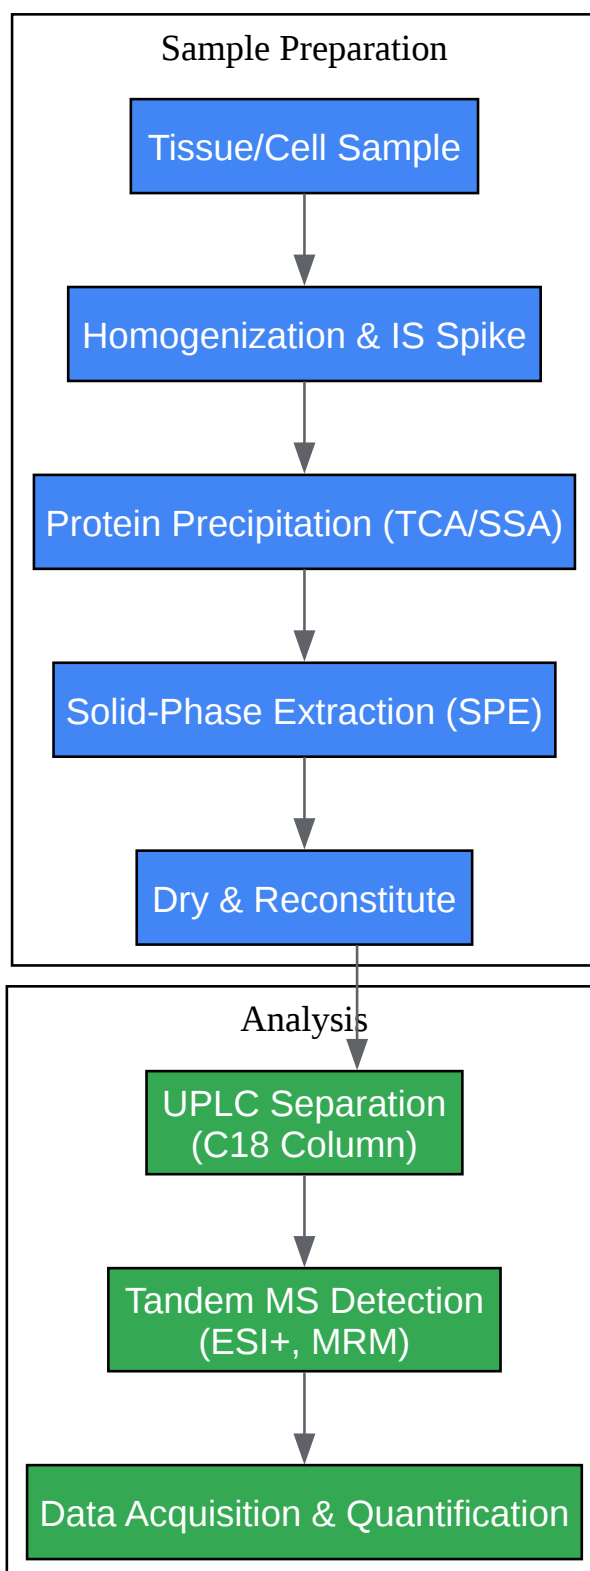 Sample Preparation
Tissue/Cell Sample
Homogenization & IS Spike
Protein Precipitation (TCA/SSA)
Solid-Phase Extraction (SPE)
Dry & Reconstitute
Analysis
UPLC Separation
(C18 Column)
Tandem MS Detection
(ESI+, MRM)
Data Acquisition & Quantification